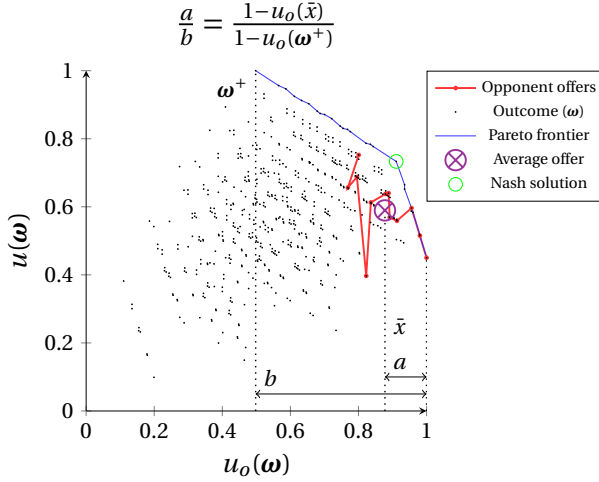 a/b = 1−u_o(x̄)/1−u_o(ω⁺)
1
0.8
0.6
0.4
0.2
0
u(ω)
ω⁺
x̄
a
b
0
0.2
0.4
0.6
0.8
1
u_o(ω)
Opponent offers
Outcome (ω)
Pareto frontier
Average offer
Nash solution